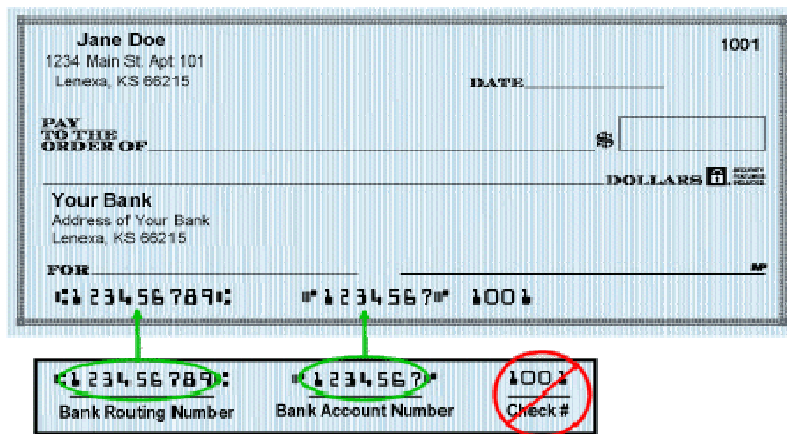 Jane Doe
1001
1234 Main St. Apt 101
Lenexa, KS 66215
DATE
PAY
TO THE
ORDER OF
$
DOLLARS
Your Bank
Address of Your Bank
Lenexa, KS 66215
FOR
MP
⑆123456789⑆ ⑈1234567⑈ 1001
⑆123456789⑆ ⑈1234567⑈ 1001
Bank Routing Number Bank Account Number Check #